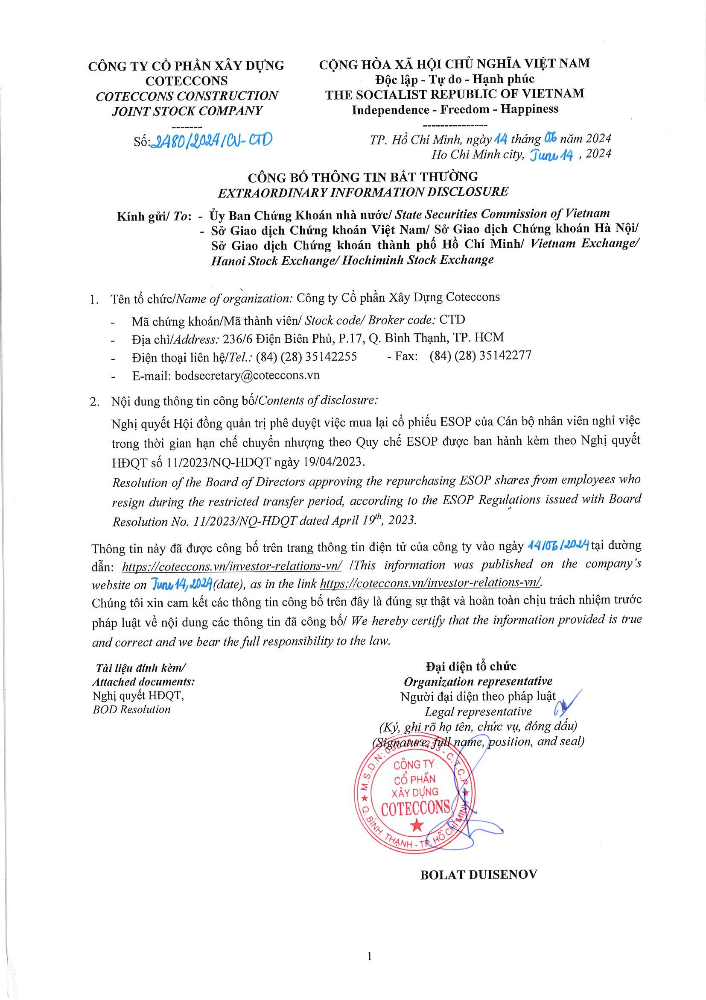 CÔNG TY CỔ PHẦN XÂY DỰNG
COTECCONS
COTECCONS CONSTRUCTION
JOINT STOCK COMPANY
-------
Số: 2480/2024/CV-CTD
CỘNG HÒA XÃ HỘI CHỦ NGHĨA VIỆT NAM
Độc lập - Tự do - Hạnh phúc
THE SOCIALIST REPUBLIC OF VIETNAM
Independence - Freedom - Happiness
---------------
TP. Hồ Chí Minh, ngày 14 tháng 06 năm 2024
Ho Chi Minh city, June 14 , 2024
CÔNG BỐ THÔNG TIN BẤT THƯỜNG
EXTRAORDINARY INFORMATION DISCLOSURE
Kính gửi/ To: - Ủy Ban Chứng Khoán nhà nước/ State Securities Commission of Vietnam
- Sở Giao dịch Chứng khoán Việt Nam/ Sở Giao dịch Chứng khoán Hà Nội/
Sở Giao dịch Chứng khoán thành phố Hồ Chí Minh/ Vietnam Exchange/
Hanoi Stock Exchange/ Hochiminh Stock Exchange
1. Tên tổ chức/Name of organization: Công ty Cổ phần Xây Dựng Coteccons
- Mã chứng khoán/Mã thành viên/ Stock code/ Broker code: CTD
- Địa chỉ/Address: 236/6 Điện Biên Phủ, P.17, Q. Bình Thạnh, TP. HCM
- Điện thoại liên hệ/Tel.: (84) (28) 35142255 - Fax: (84) (28) 35142277
- E-mail: bodsecretary@coteccons.vn
2. Nội dung thông tin công bố/Contents of disclosure:
Nghị quyết Hội đồng quản trị phê duyệt việc mua lại cổ phiếu ESOP của Cán bộ nhân viên nghỉ việc
trong thời gian hạn chế chuyển nhượng theo Quy chế ESOP được ban hành kèm theo Nghị quyết
HĐQT số 11/2023/NQ-HDQT ngày 19/04/2023.
Resolution of the Board of Directors approving the repurchasing ESOP shares from employees who
resign during the restricted transfer period, according to the ESOP Regulations issued with Board
Resolution No. 11/2023/NQ-HDQT dated April 19th, 2023.
Thông tin này đã được công bố trên trang thông tin điện tử của công ty vào ngày 14/06/2024 tại đường
dẫn: https://coteccons.vn/investor-relations-vn/ /This information was published on the company's
website on June 14, 2024 (date), as in the link https://coteccons.vn/investor-relations-vn/.
Chúng tôi xin cam kết các thông tin công bố trên đây là đúng sự thật và hoàn toàn chịu trách nhiệm trước
pháp luật về nội dung các thông tin đã công bố/ We hereby certify that the information provided is true
and correct and we bear the full responsibility to the law.
Tài liệu đính kèm/
Attached documents:
Nghị quyết HĐQT,
BOD Resolution
Đại diện tổ chức
Organization representative
Người đại diện theo pháp luật
Legal representative
(Ký, ghi rõ họ tên, chức vụ, đóng dấu)
(Signature, full name, position, and seal)
M.S.D.N: 0303443233 - C.T.C.P
CÔNG TY
CỔ PHẦN
XÂY DỰNG
COTECCONS
Q. BÌNH THẠNH - TP. HỒ CHÍ MINH
BOLAT DUISENOV
1